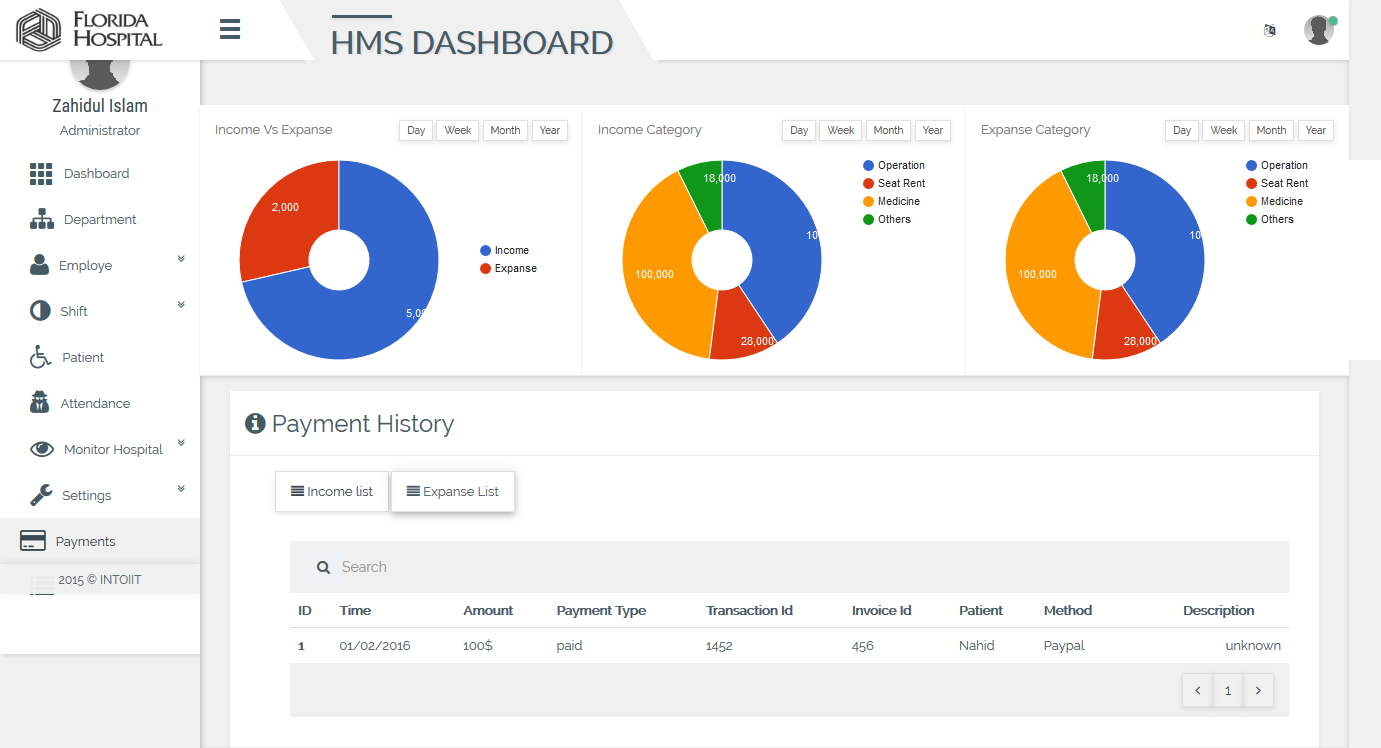 FLORIDA
HOSPITAL
HMS DASHBOARD
Zahidul Islam
Administrator
Dashboard
Department
Employe
Shift
Patient
Attendance
Monitor Hospital
Settings
Payments
2015 © INTOIIT
Income Vs Expanse
Day Week Month Year
2,000
5,00
Income
Expanse
Income Category
Day Week Month Year
18,000
10
100,000
28,000
Operation
Seat Rent
Medicine
Others
Expanse Category
Day Week Month Year
18,000
10
100,000
28,000
Operation
Seat Rent
Medicine
Others
Payment History
Income list Expanse List
Search
ID Time Amount Payment Type Transaction Id Invoice Id Patient Method Description
1 01/02/2016 100$ paid 1452 456 Nahid Paypal unknown
1